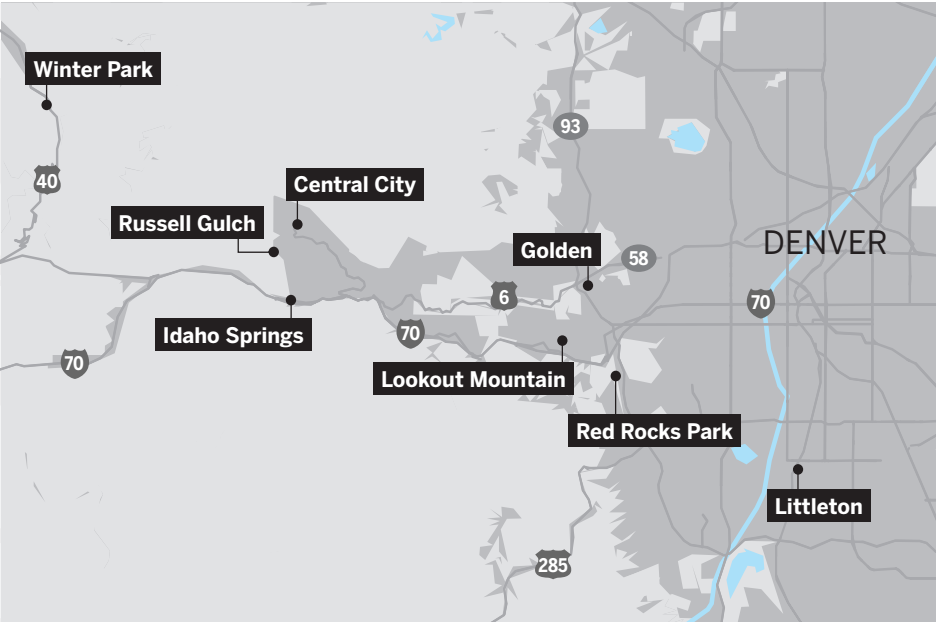 Winter Park
93
40
Central City
Russell Gulch
DENVER
Golden
58
6
70
Idaho Springs
70
70
Lookout Mountain
Red Rocks Park
Littleton
285